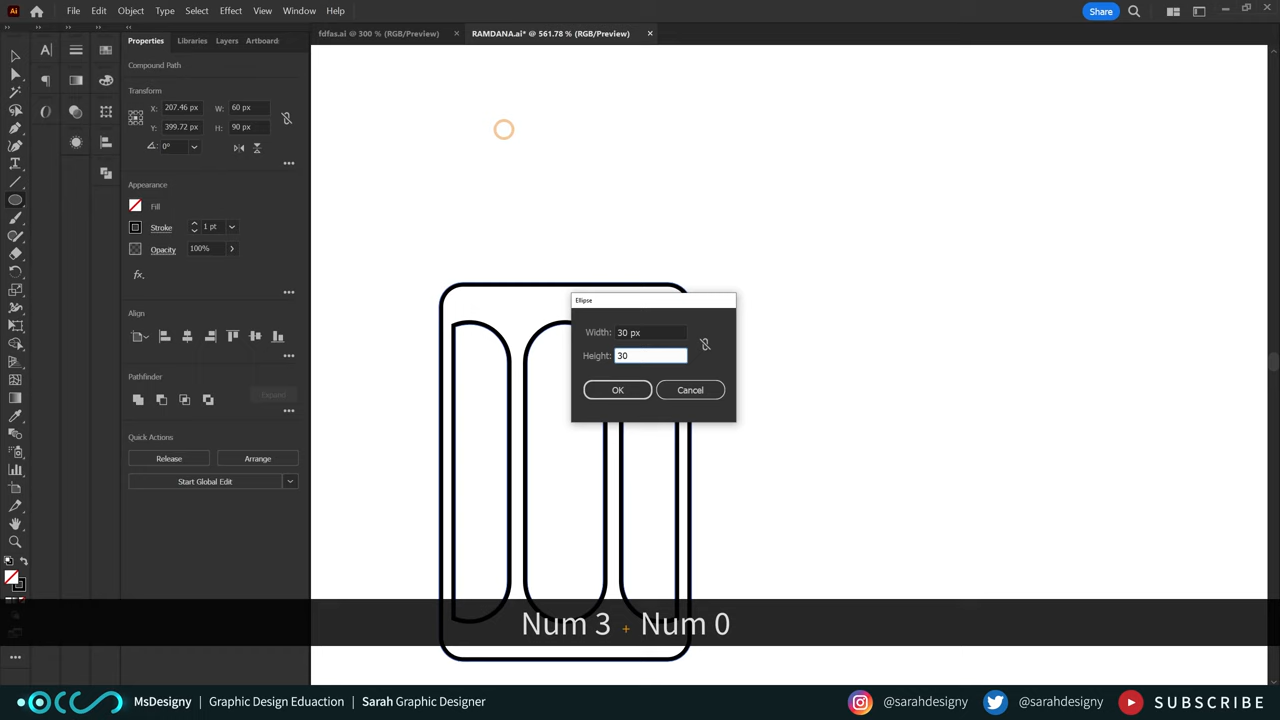 Ai File Edit Object Type Select Effect View Window Help Share
Properties Libraries Layers Artboard
fdfas.ai @ 300 % (RGB/Preview) RAMDANA.ai* @ 561.78 % (RGB/Preview)
Compound Path
Transform
X: 207.46 px W: 60 px
Y: 399.72 px H: 90 px
0°
Appearance
Fill
Stroke 1 pt
Opacity 100%
fx.
Align
Pathfinder
Expand
Quick Actions
Release Arrange
Start Global Edit
Ellipse
Width: 30 px
Height: 30
OK Cancel
Num 3 + Num 0
MsDesigny | Graphic Design Eduaction | Sarah Graphic Designer @sarahdesigny @sarahdesigny SUBSCRIBE